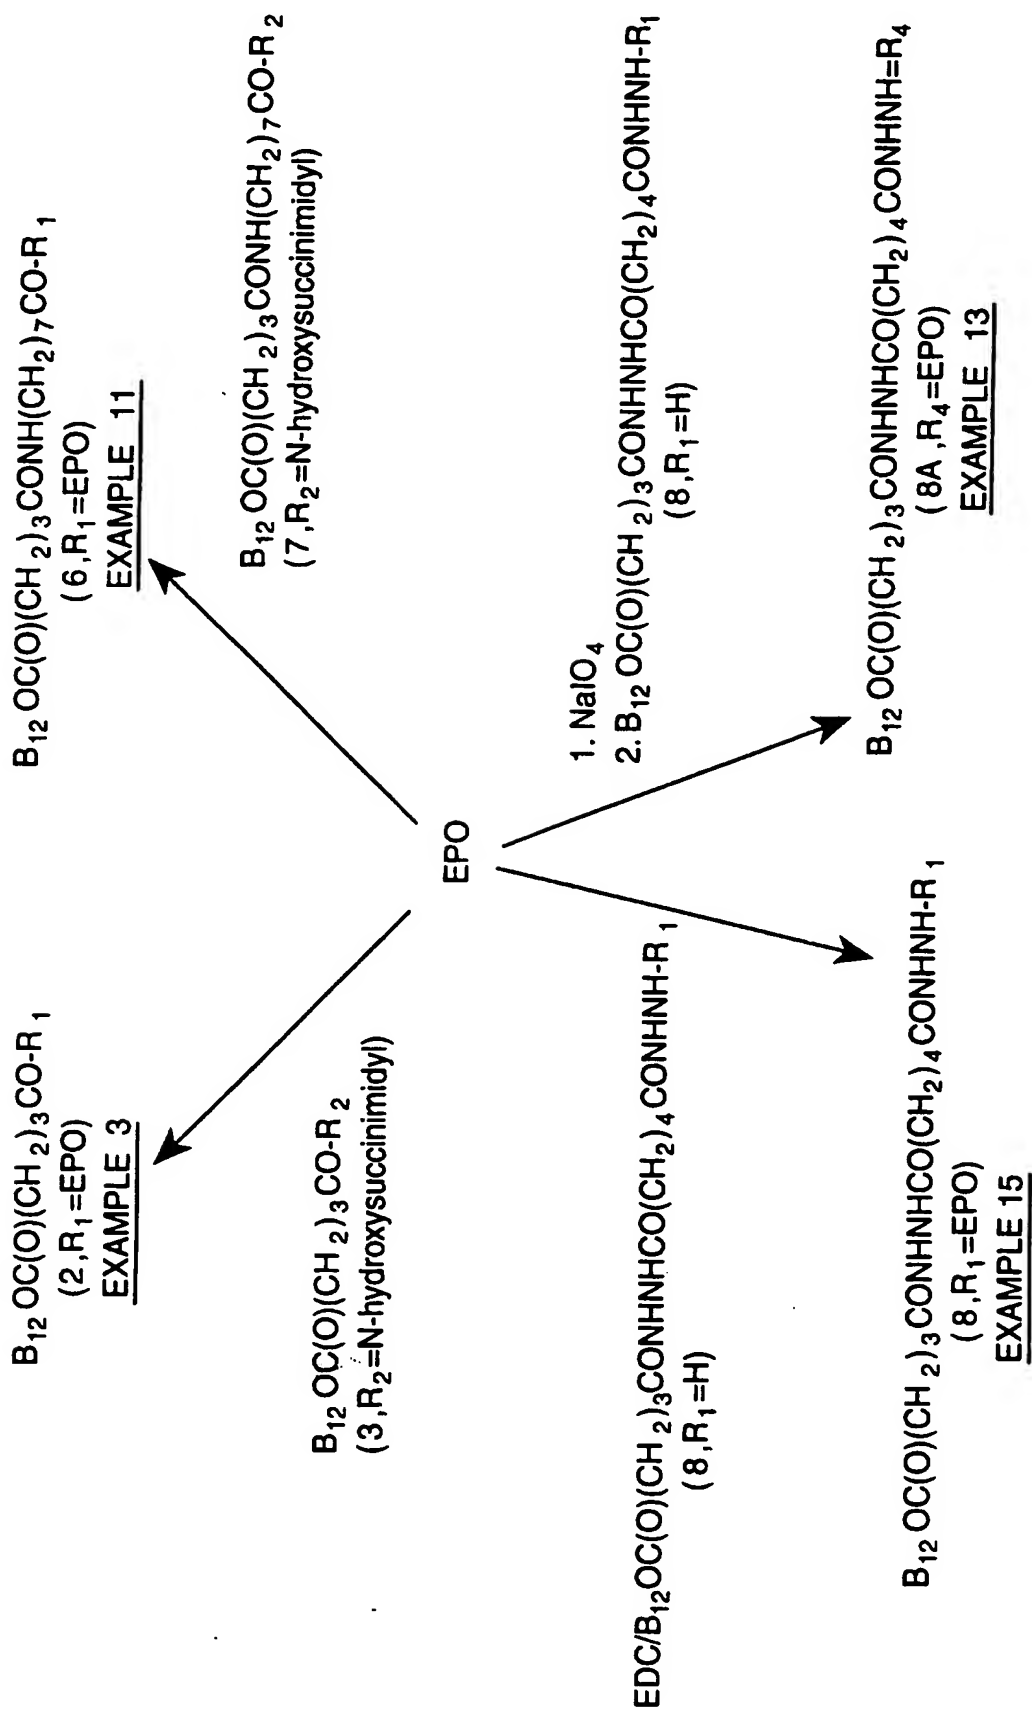 B12 OC(O)(CH2)3CO-R1
(2,R1=EPO)
EXAMPLE 3
B12 OC(O)(CH2)3CONH(CH2)7CO-R1
(6,R1=EPO)
EXAMPLE 11
B12 OC(O)(CH2)3CO-R2
(3,R2=N-hydroxysuccinimidyl)
B12 OC(O)(CH2)3CONH(CH2)7CO-R2
(7,R2=N-hydroxysuccinimidyl)
EPO
EDC/B12OC(O)(CH2)3CONHNHCO(CH2)4CONHNH-R1
(8,R1=H)
1. NaIO4
2. B12 OC(O)(CH2)3CONHNHCO(CH2)4CONHNH-R1
(8,R1=H)
B12 OC(O)(CH2)3CONHNHCO(CH2)4CONHNH-R1
(8,R1=EPO)
EXAMPLE 15
B12 OC(O)(CH2)3CONHNHCO(CH2)4CONHNH=R4
(8A,R4=EPO)
EXAMPLE 13